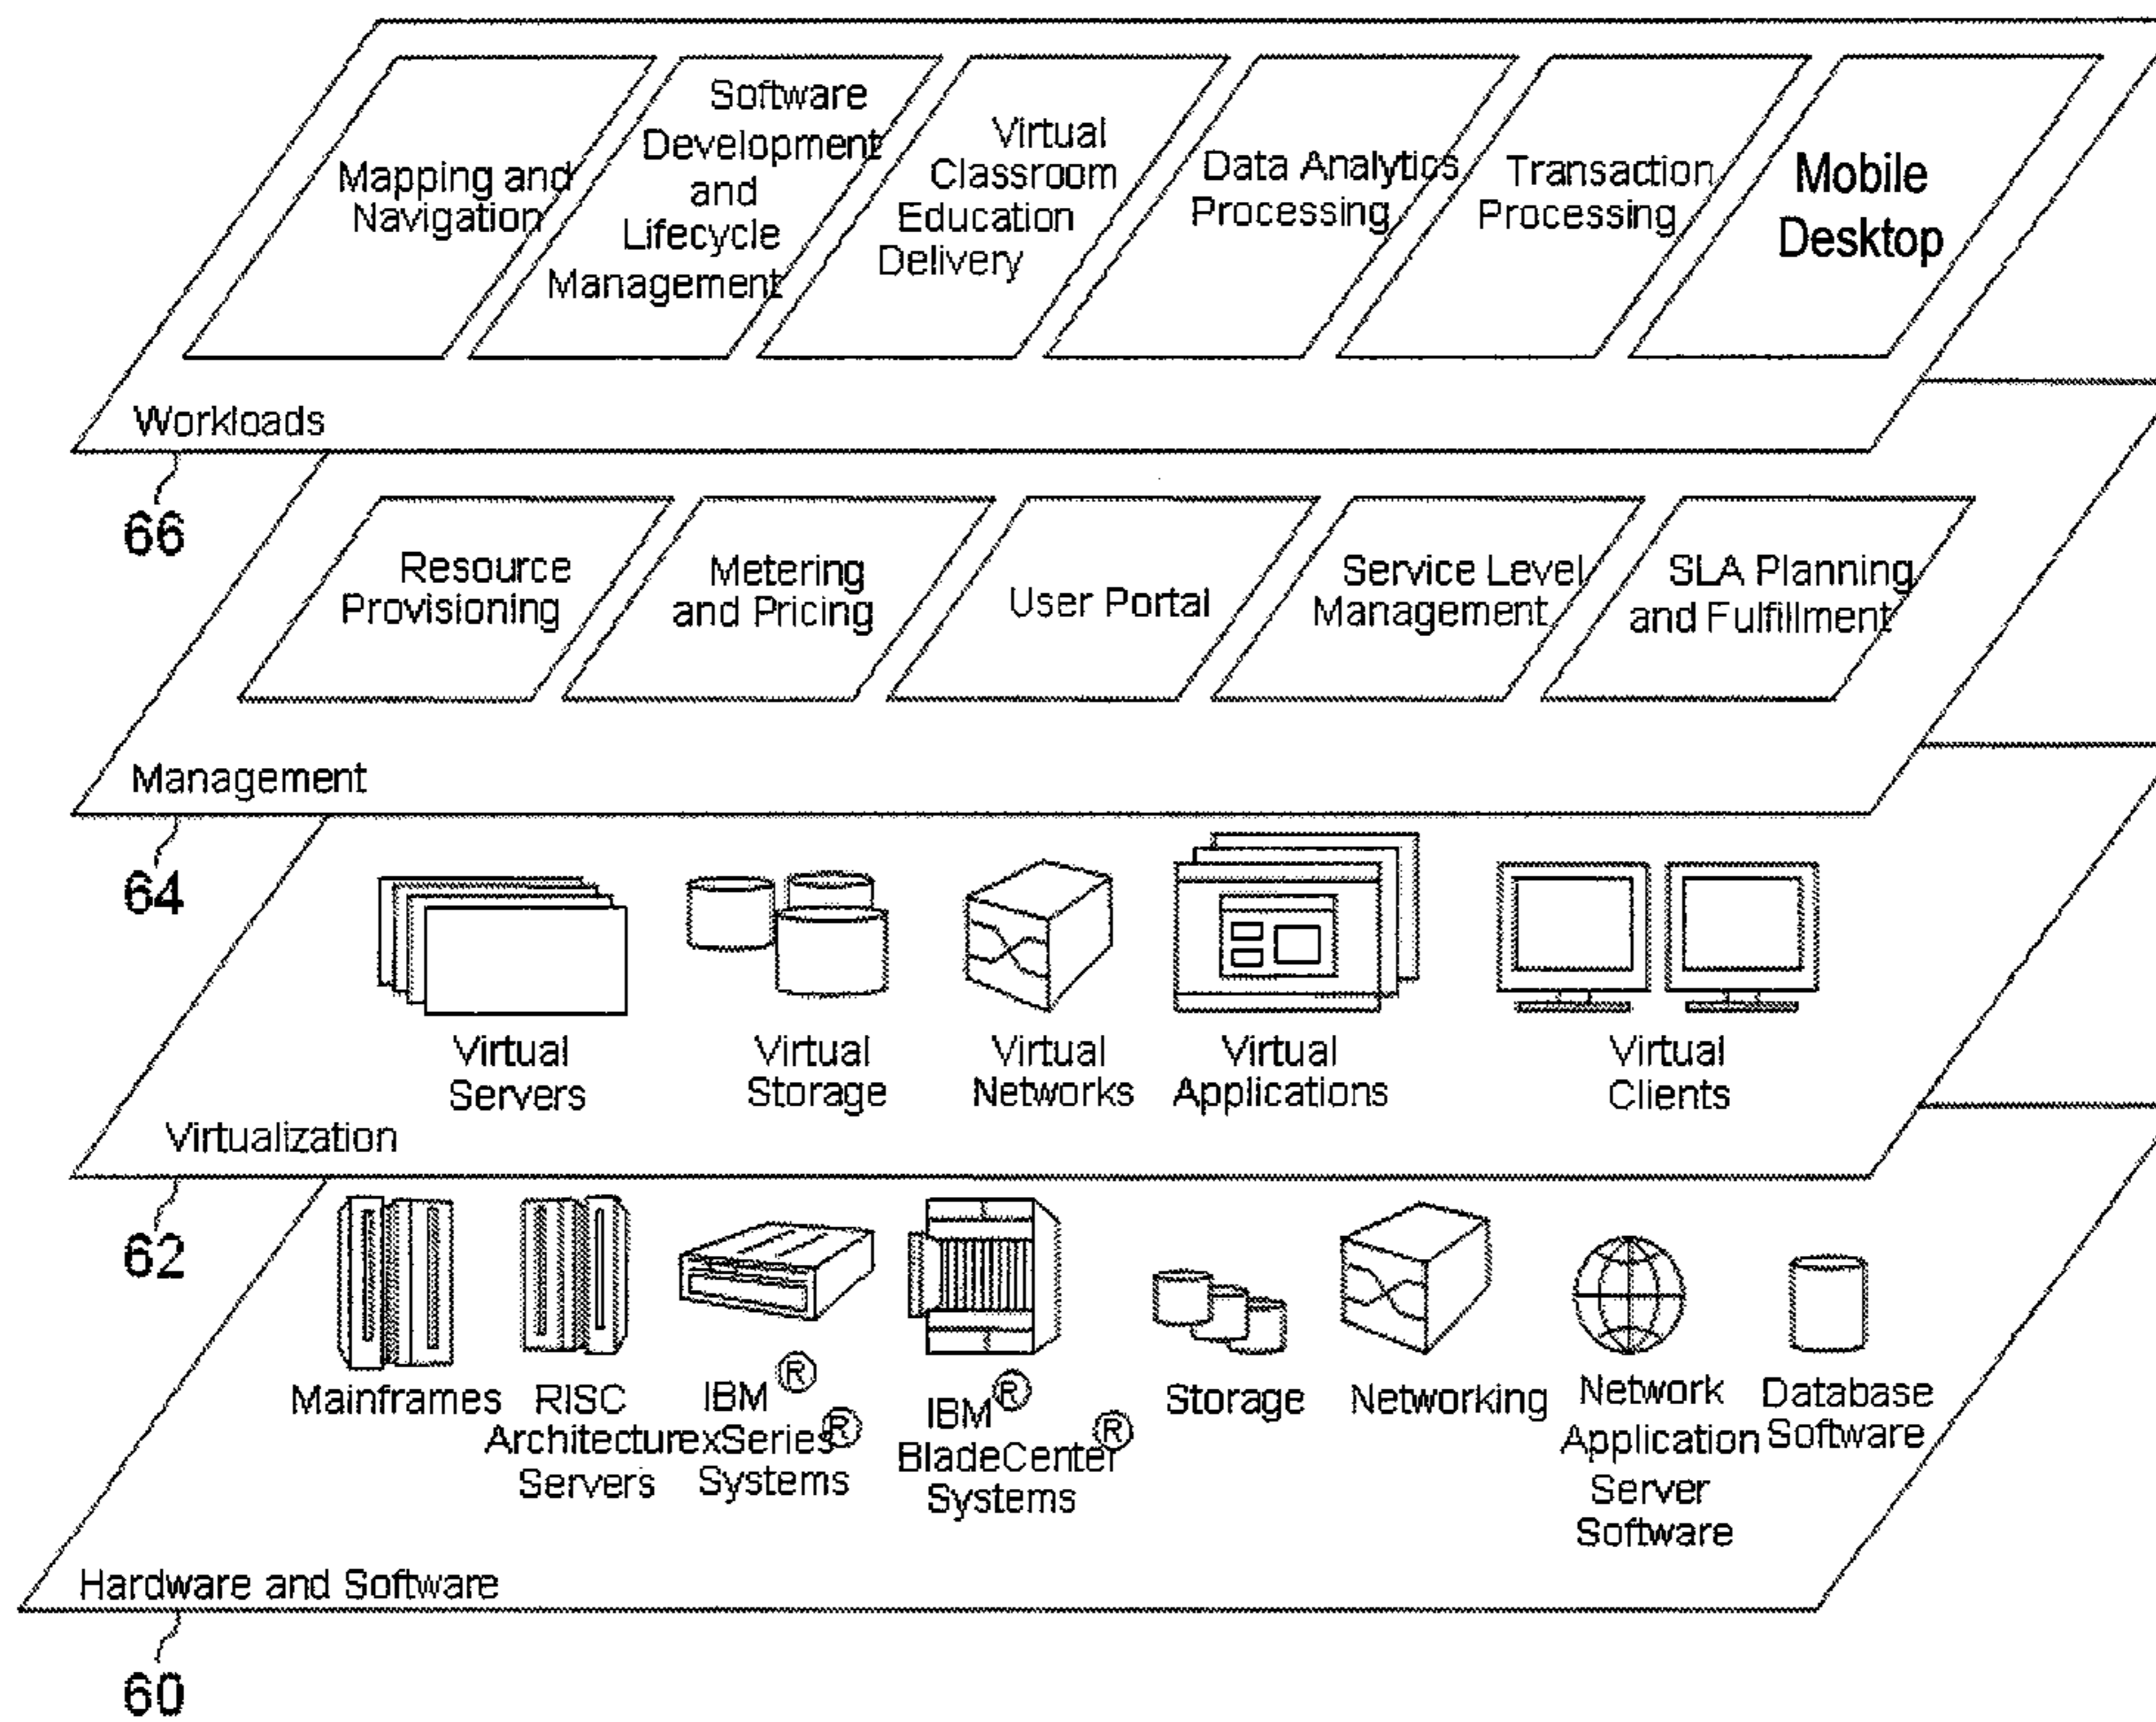 Mapping and
Navigation
Software
Development
and
Lifecycle
Management
Virtual
Classroom
Education
Delivery
Data Analytics
Processing
Transaction
Processing
Mobile
Desktop
Workloads
66
Resource
Provisioning
Metering
and Pricing
User Portal
Service Level
Management
SLA Planning
and Fulfillment
Management
64
Virtual
Servers
Virtual
Storage
Virtual
Networks
Virtual
Applications
Virtual
Clients
Virtualization
62
Mainframes
RISC
Architecture
Servers
IBM ®
xSeries ®
Systems
IBM ®
BladeCenter ®
Systems
Storage
Networking
Network
Application
Server
Software
Database
Software
Hardware and Software
60